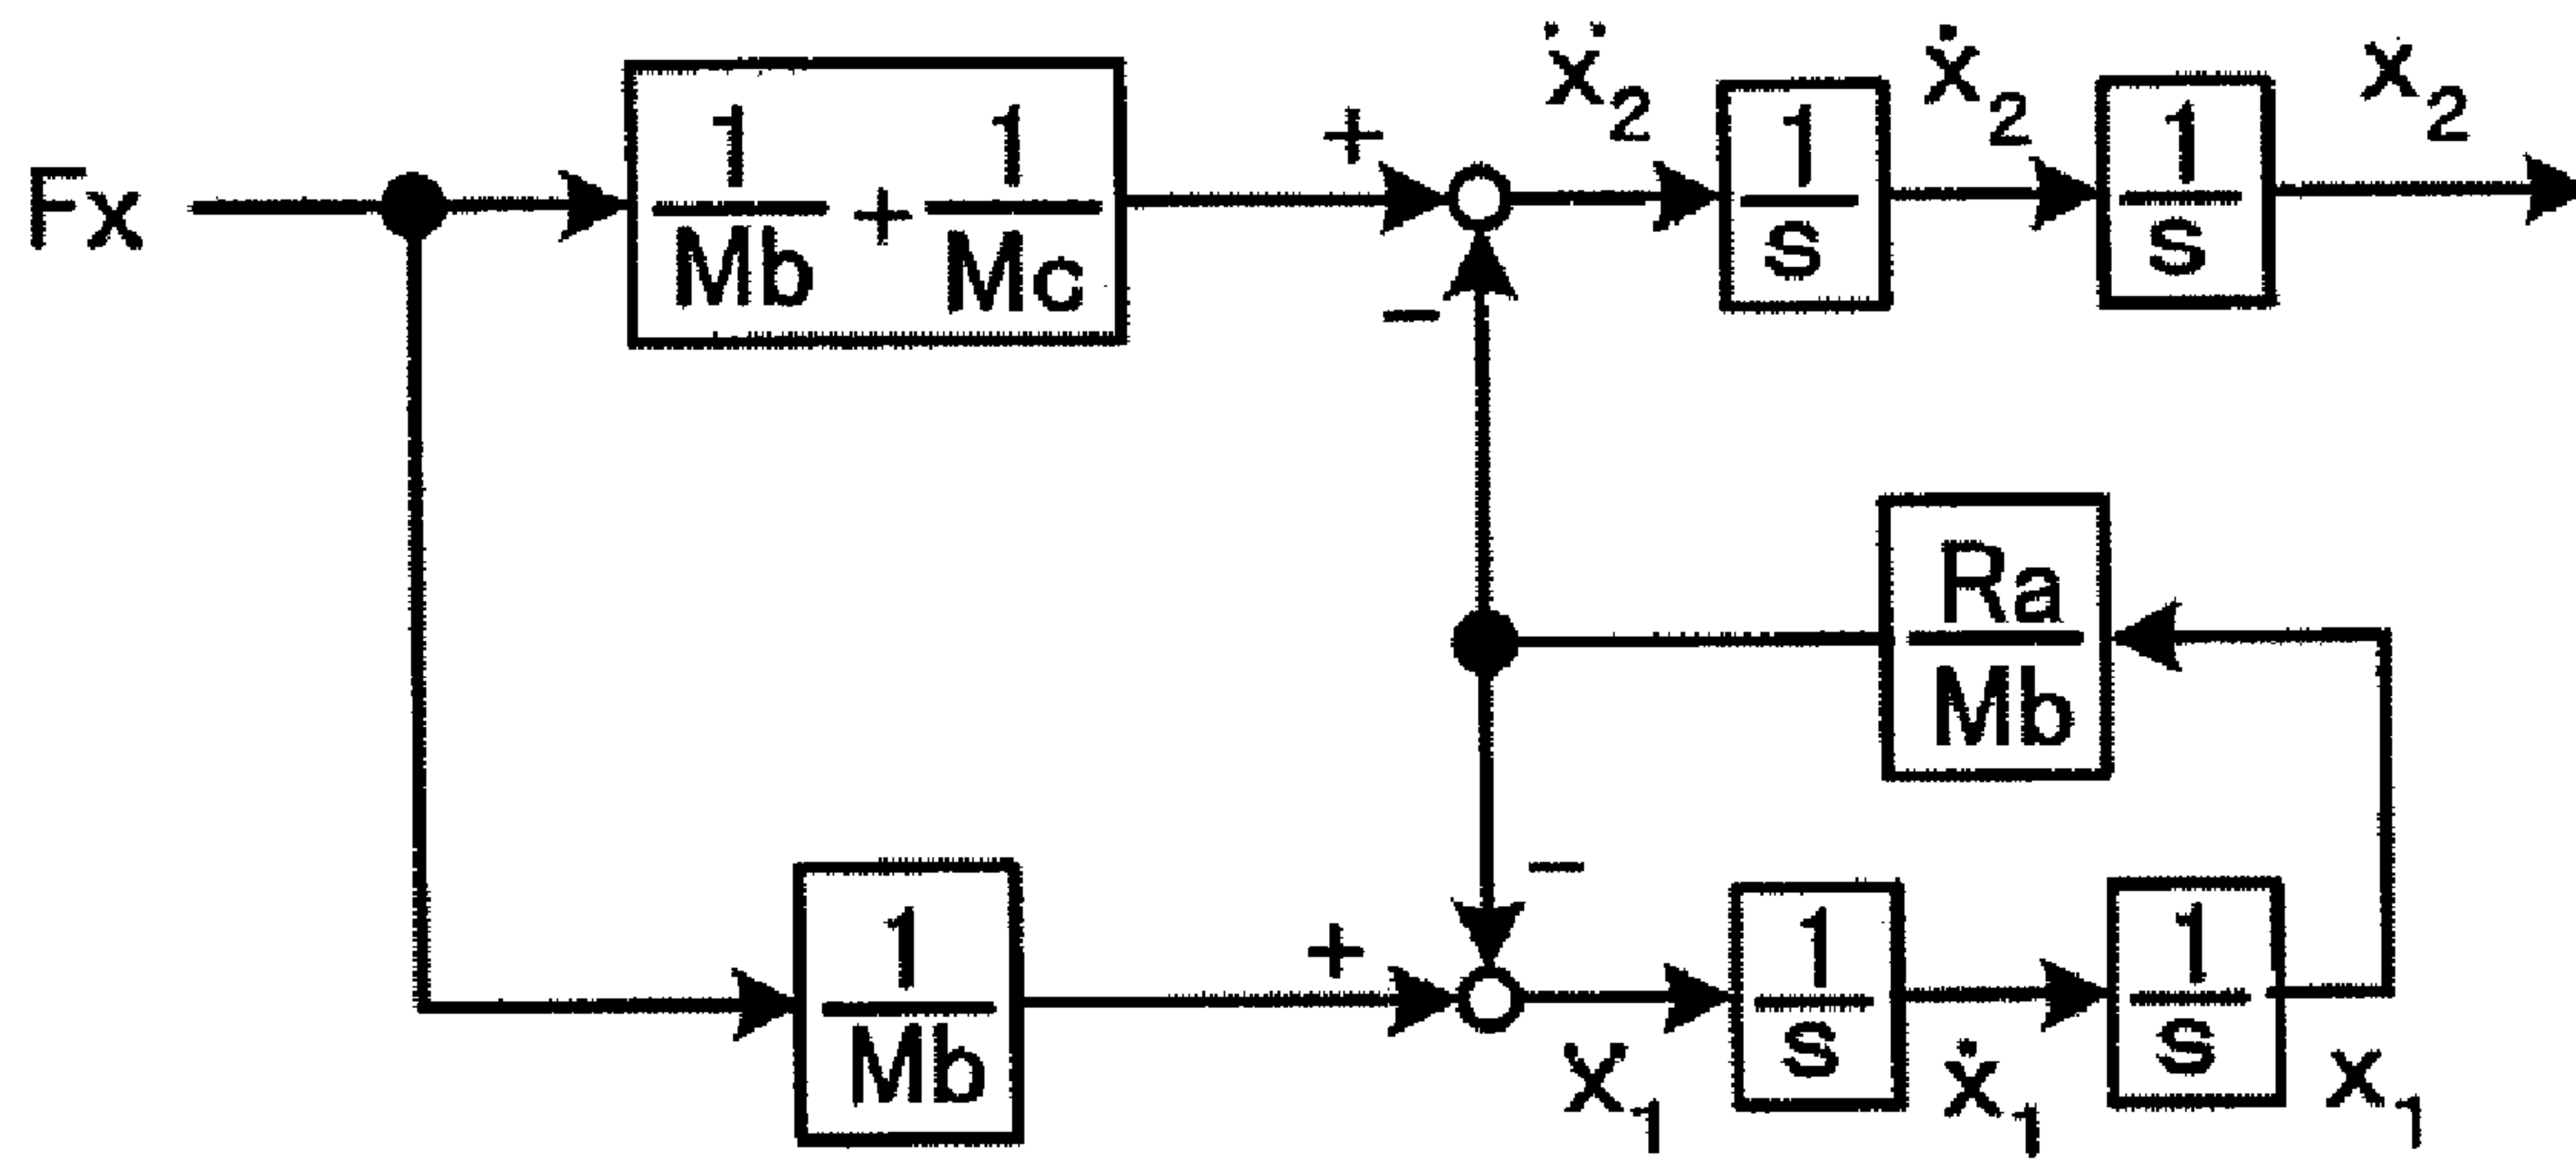 Fx
1/Mb + 1/Mc
+
−
ẍ₂
1/s
ẋ₂
1/s
x₂
Ra/Mb
1/Mb
+
−
ẍ₁
1/s
ẋ₁
1/s
x₁